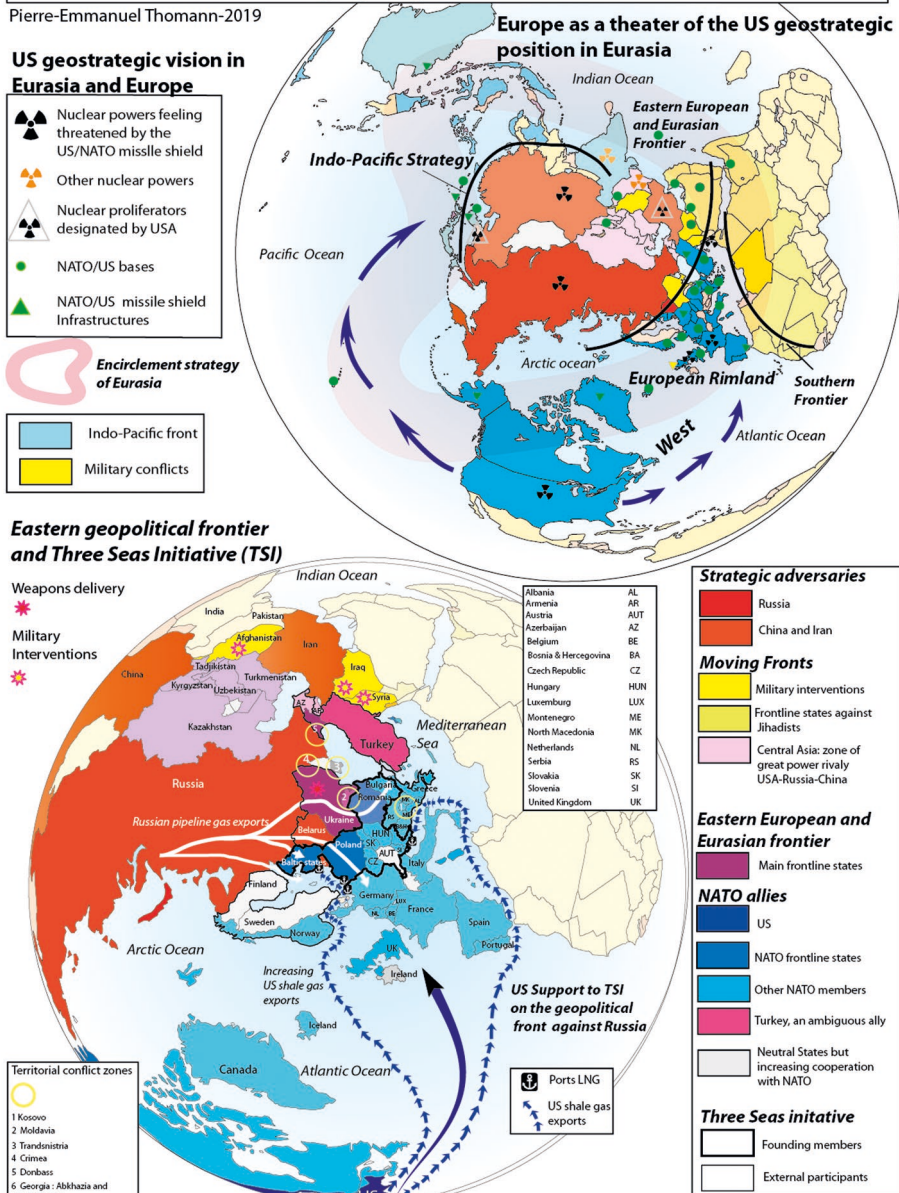 Pierre-Emmanuel Thomann-2019
Europe as a theater of the US geostrategic
position in Eurasia
US geostrategic vision in
Eurasia and Europe
Nuclear powers feeling
threatened by the
US/NATO missile shield
Other nuclear powers
Nuclear proliferators
designated by USA
NATO/US bases
NATO/US missile shield
Infrastructures
Encirclement strategy
of Eurasia
Indo-Pacific front
Military conflicts
Indian Ocean
Eastern European
and Eurasian
Frontier
Indo-Pacific Strategy
Pacific Ocean
Arctic ocean
European Rimland
Southern
Frontier
West
Atlantic Ocean
Eastern geopolitical frontier
and Three Seas Initiative (TSI)
Weapons delivery
Military
Interventions
Indian Ocean
India
Pakistan
Afghanistan
Iran
Iraq
Syria
China
Tadjikistan
Turkmenistan
Kyrgyzstan
Uzbekistan
Kazakhstan
AZ
Turkey
Mediterranean
Sea
Russia
4
3
2
Bulgaria
Romania
Greece
Ukraine
Russian pipeline gas exports
Belarus
Poland
HUN
SK
CZ
AUT
RS
Italy
Baltic states
Finland
Sweden
Norway
Germany
LUX
NL
BE
France
Spain
Portugal
UK
Ireland
Arctic Ocean
Increasing
US shale gas
exports
US Support to TSI
on the geopolitical
front against Russia
Iceland
Canada
Atlantic Ocean
US
Albania AL
Armenia AR
Austria AUT
Azerbaijan AZ
Belgium BE
Bosnia & Hercegovina BA
Czech Republic CZ
Hungary HUN
Luxemburg LUX
Montenegro ME
North Macedonia MK
Netherlands NL
Serbia RS
Slovakia SK
Slovenia SI
United Kingdom UK
Ports LNG
US shale gas
exports
Territorial conflict zones
1 Kosovo
2 Moldavia
3 Trandsnistria
4 Crimea
5 Donbass
6 Georgia : Abkhazia and
Strategic adversaries
Russia
China and Iran
Moving Fronts
Military interventions
Frontline states against
Jihadists
Central Asia: zone of
great power rivaly
USA-Russia-China
Eastern European and
Eurasian frontier
Main frontline states
NATO allies
US
NATO frontline states
Other NATO members
Turkey, an ambiguous ally
Neutral States but
increasing cooperation
with NATO
Three Seas initative
Founding members
External participants